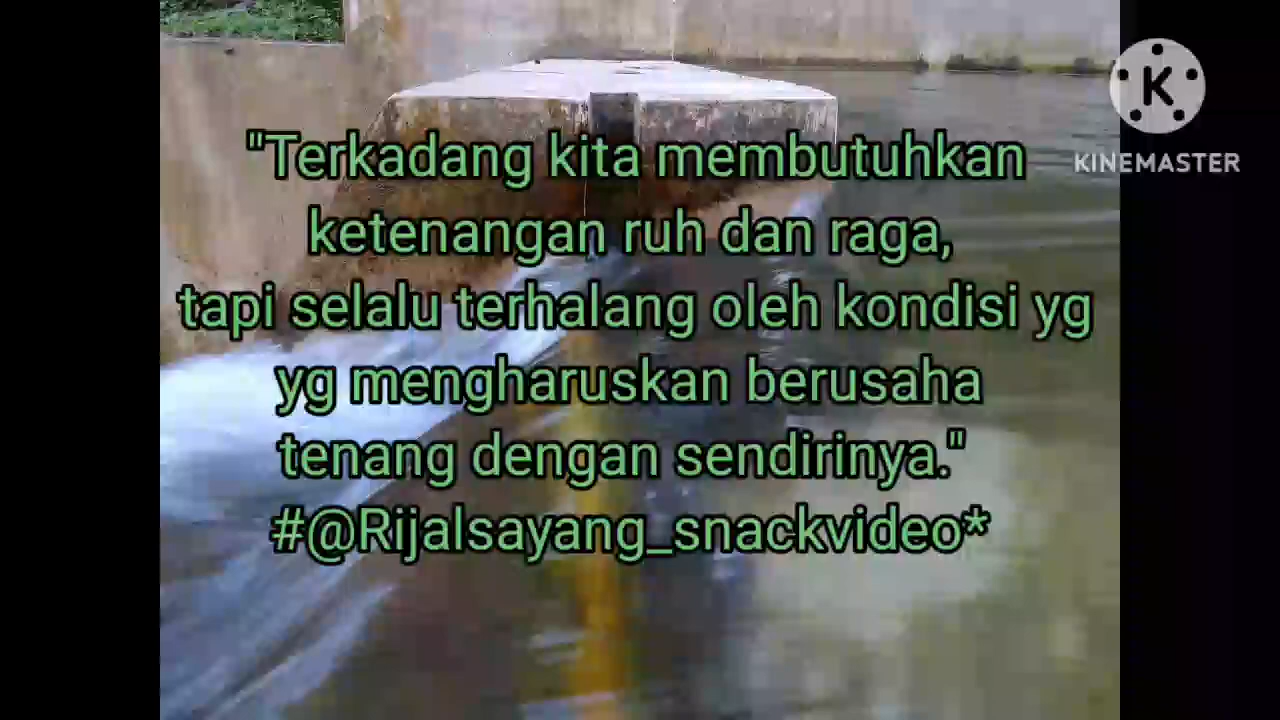 "Terkadang kita membutuhkan
ketenangan ruh dan raga,
tapi selalu terhalang oleh kondisi yg
yg mengharuskan berusaha
tenang dengan sendirinya."
#@Rijalsayang_snackvideo*
K
KINEMASTER